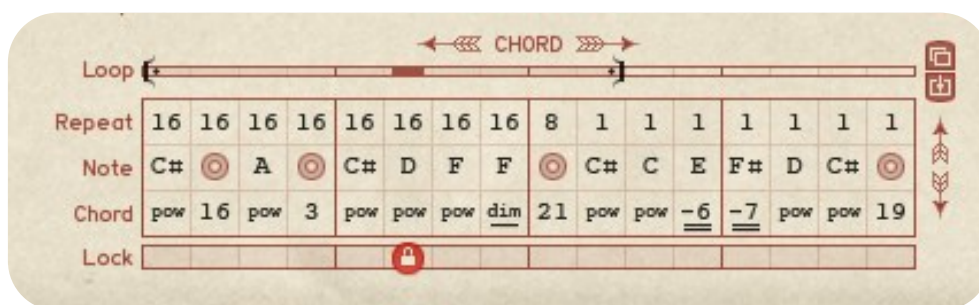 CHORD
Loop
Repeat 16 16 16 16 16 16 16 16 8 1 1 1 1 1 1 1
Note C# A C# D F F C# C E F# D C#
Chord pow 16 pow 3 pow pow pow dim 21 pow pow -6 -7 pow pow 19
Lock